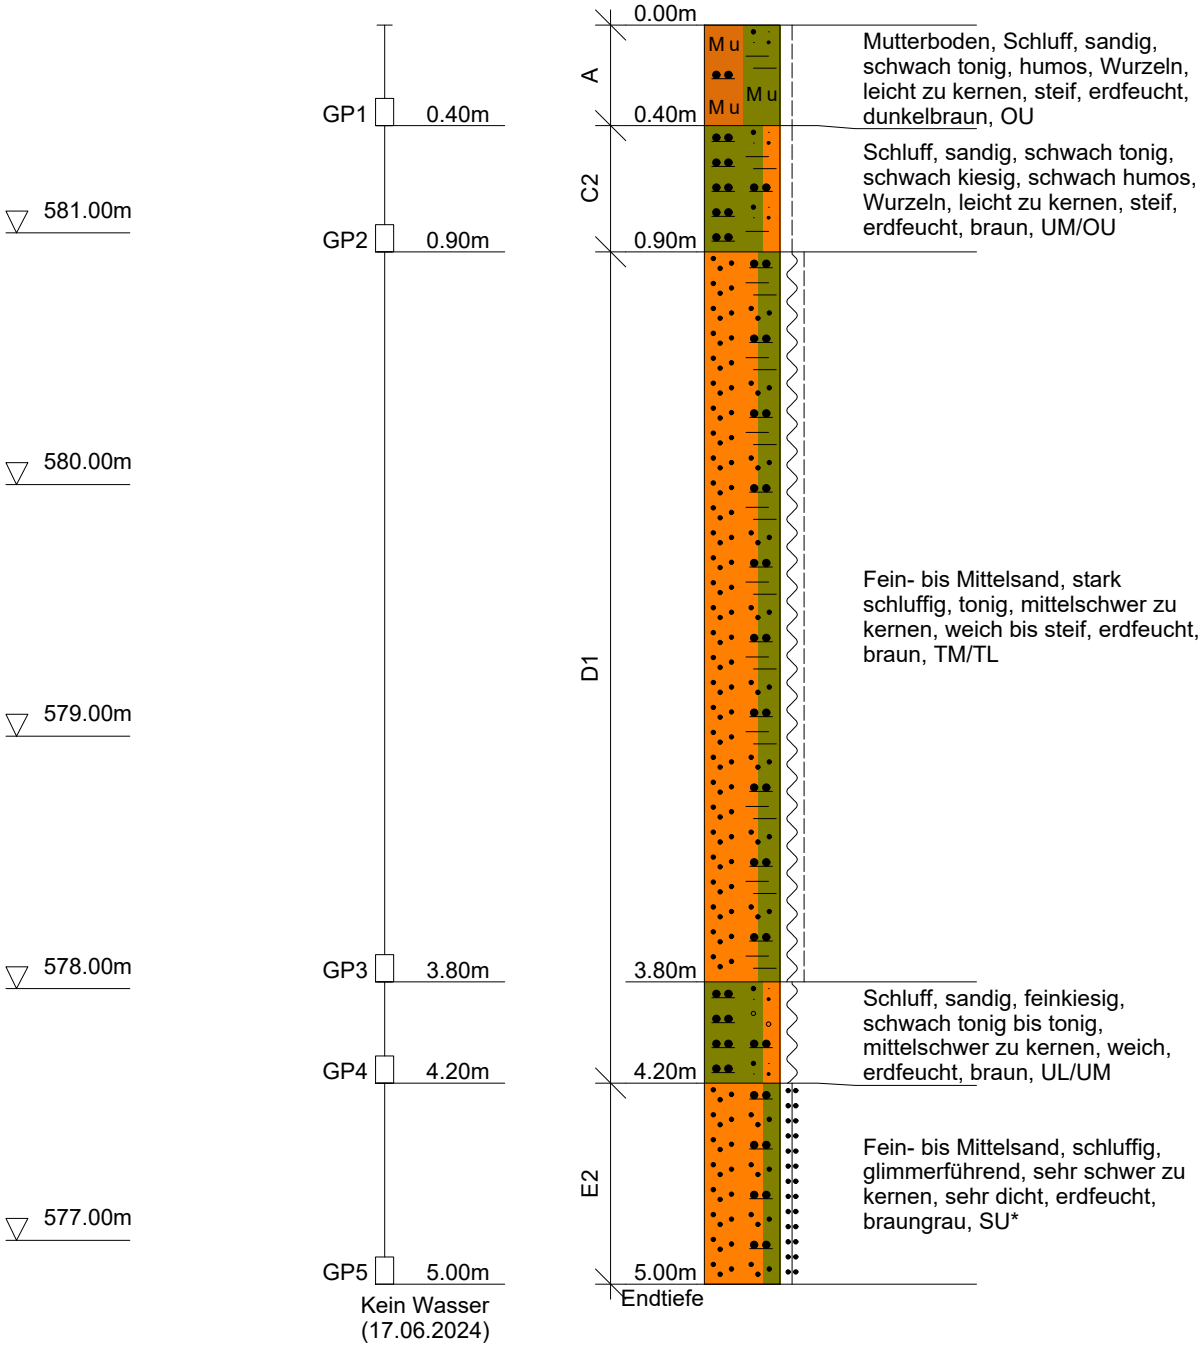 0.00m
Mu
Mu
Mu
A
Mutterboden, Schluff, sandig,
schwach tonig, humos, Wurzeln,
leicht zu kernen, steif, erdfeucht,
dunkelbraun, OU
GP1 0.40m
0.40m
C2
Schluff, sandig, schwach tonig,
schwach kiesig, schwach humos,
Wurzeln, leicht zu kernen, steif,
erdfeucht, braun, UM/OU
581.00m
GP2 0.90m
0.90m
580.00m
D1
Fein- bis Mittelsand, stark
schluffig, tonig, mittelschwer zu
kernen, weich bis steif, erdfeucht,
braun, TM/TL
579.00m
578.00m
GP3 3.80m
3.80m
Schluff, sandig, feinkiesig,
schwach tonig bis tonig,
mittelschwer zu kernen, weich,
erdfeucht, braun, UL/UM
GP4 4.20m
4.20m
E2
Fein- bis Mittelsand, schluffig,
glimmerführend, sehr schwer zu
kernen, sehr dicht, erdfeucht,
braungrau, SU*
577.00m
GP5 5.00m
5.00m
Endtiefe
Kein Wasser
(17.06.2024)